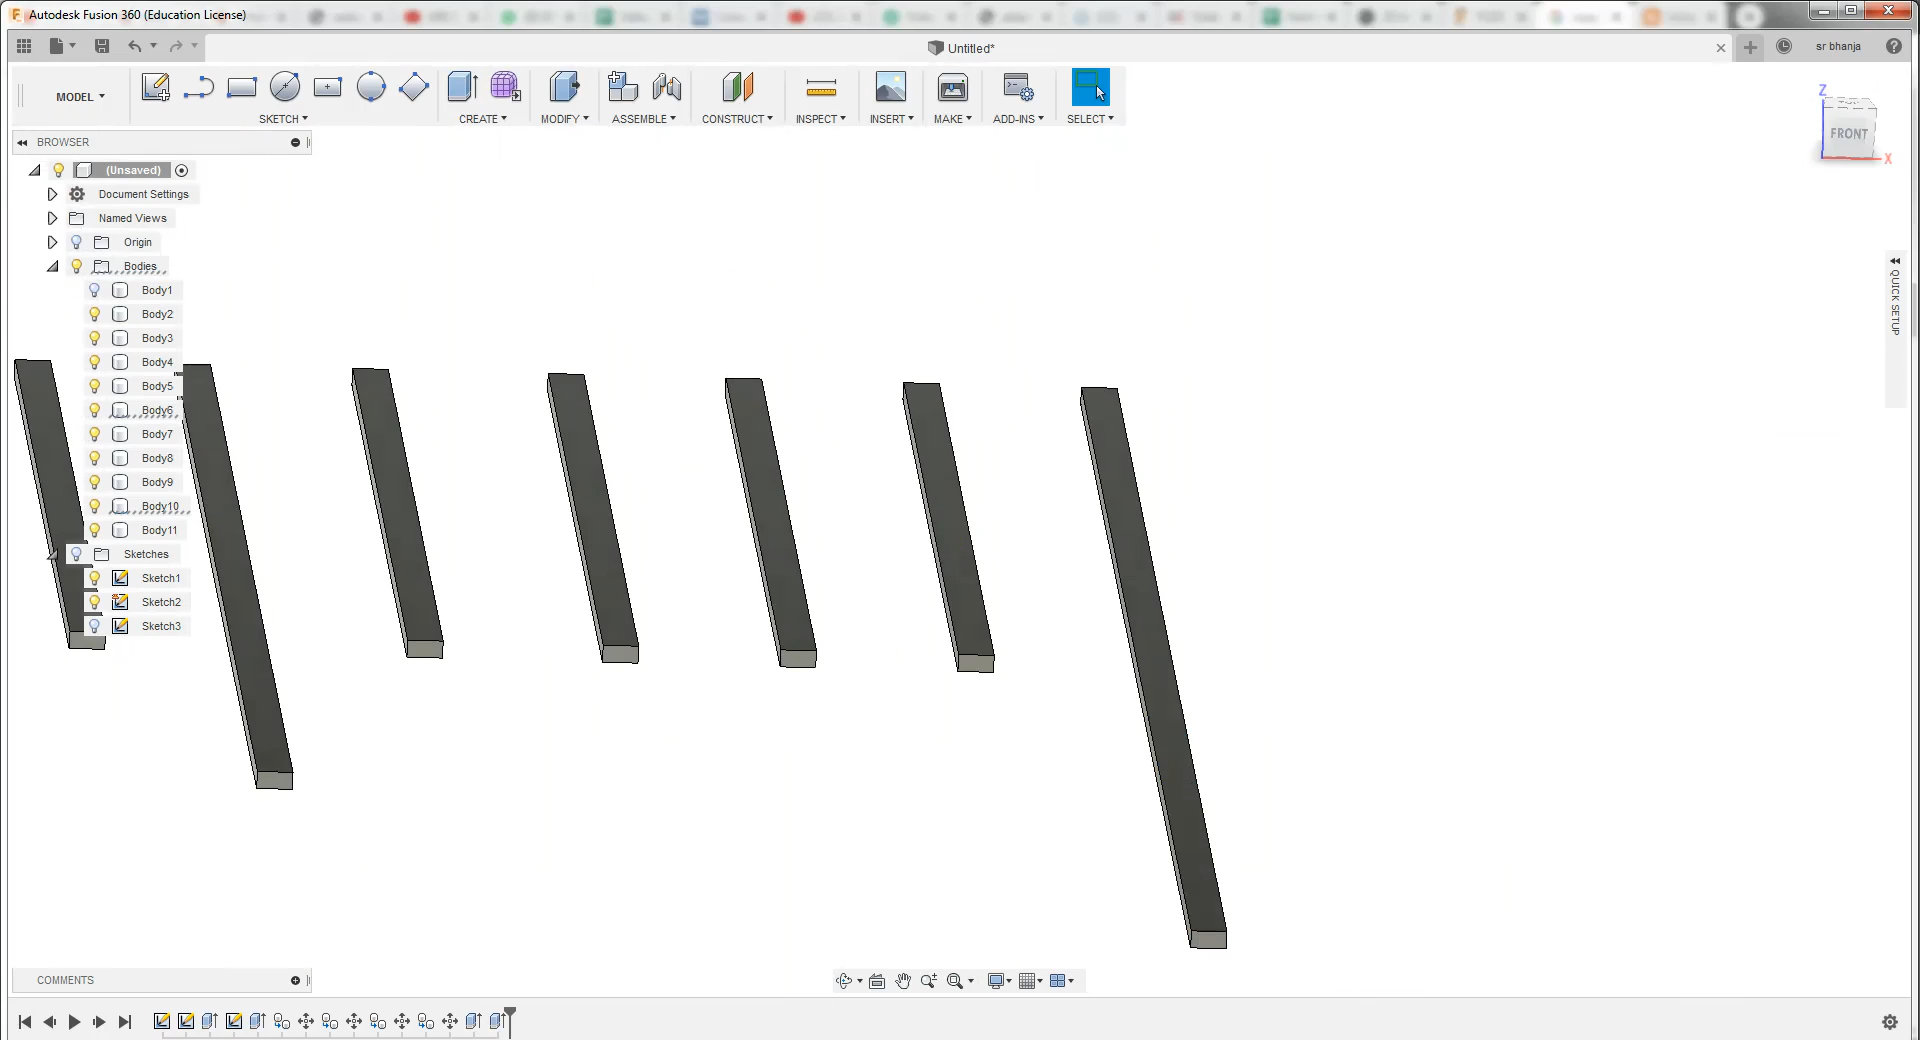 Autodesk Fusion 360 (Education License)
Untitled*
sr bhanja
MODEL
SKETCH
CREATE
MODIFY
ASSEMBLE
CONSTRUCT
INSPECT
INSERT
MAKE
ADD-INS
SELECT
Z
FRONT
X
BROWSER
(Unsaved)
Document Settings
Named Views
Origin
Bodies
Body1
Body2
Body3
Body4
Body5
Body6
Body7
Body8
Body9
Body10
Body11
Sketches
Sketch1
Sketch2
Sketch3
QUICK SETUP
COMMENTS